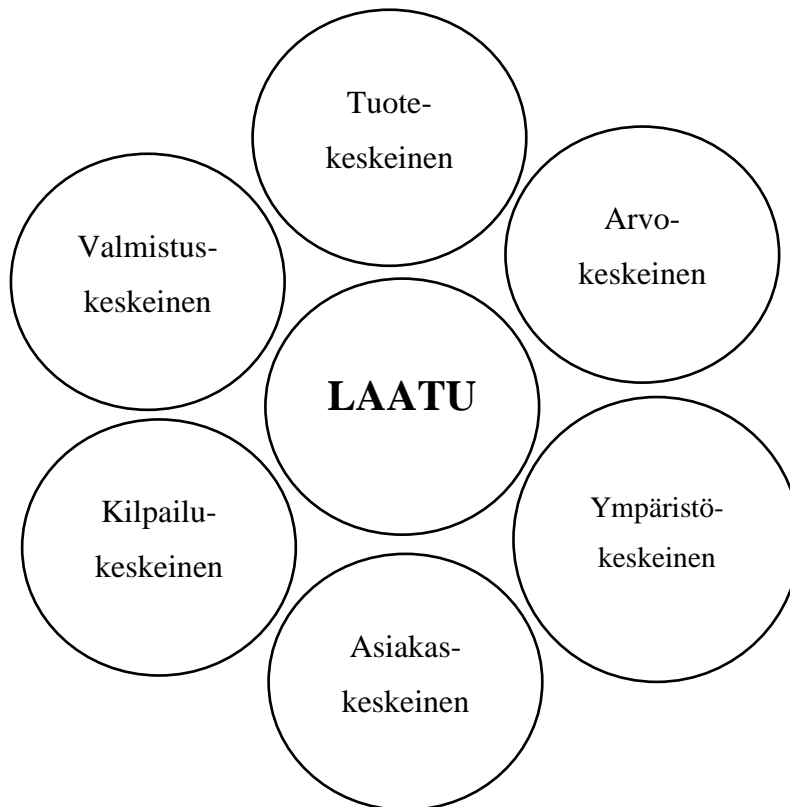 Tuote-
keskeinen
Arvo-
keskeinen
Valmistus-
keskeinen
LAATU
Kilpailu-
keskeinen
Ympäristö-
keskeinen
Asiakas-
keskeinen